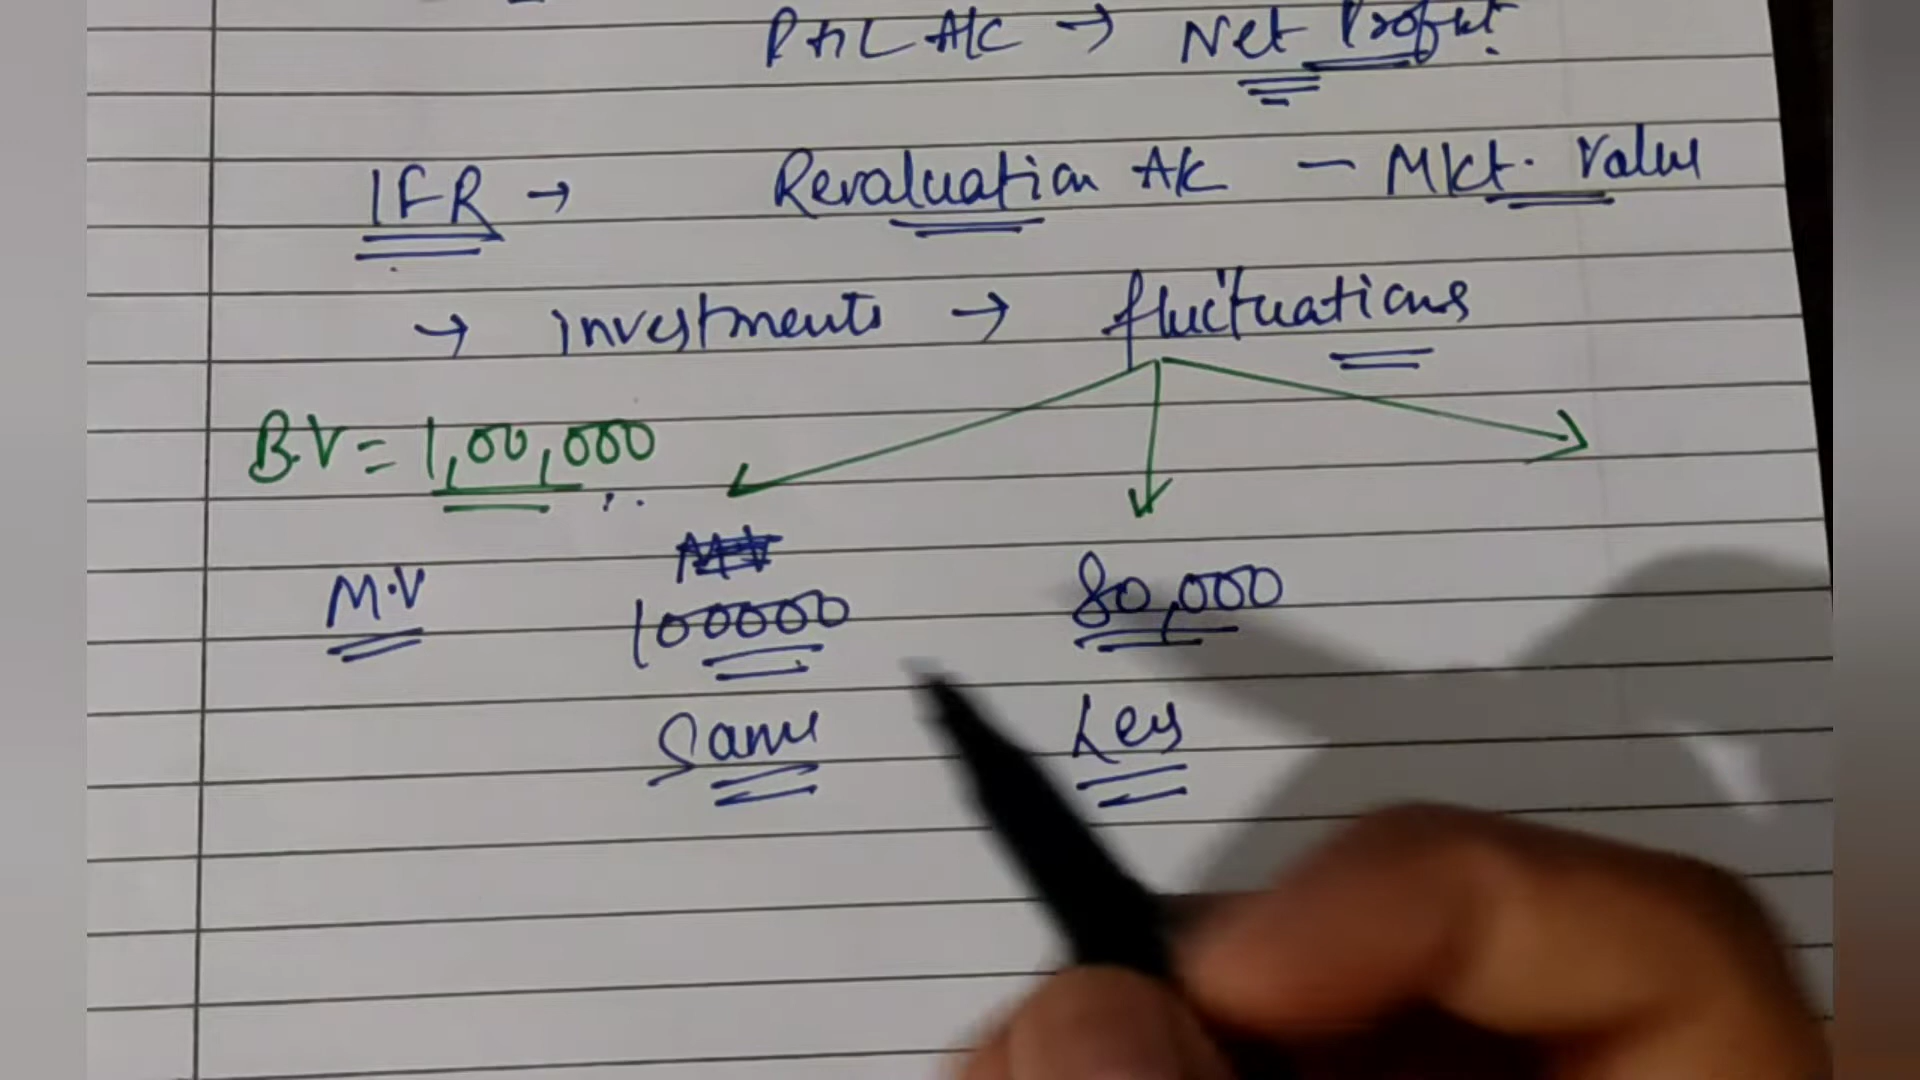 P n L A/c → Net Profit.
IFR → Revaluation A/c - Mkt. Value
→ investments → fluctuations
B.V = 1,00,000
M.V 100000 80,000
Same Less